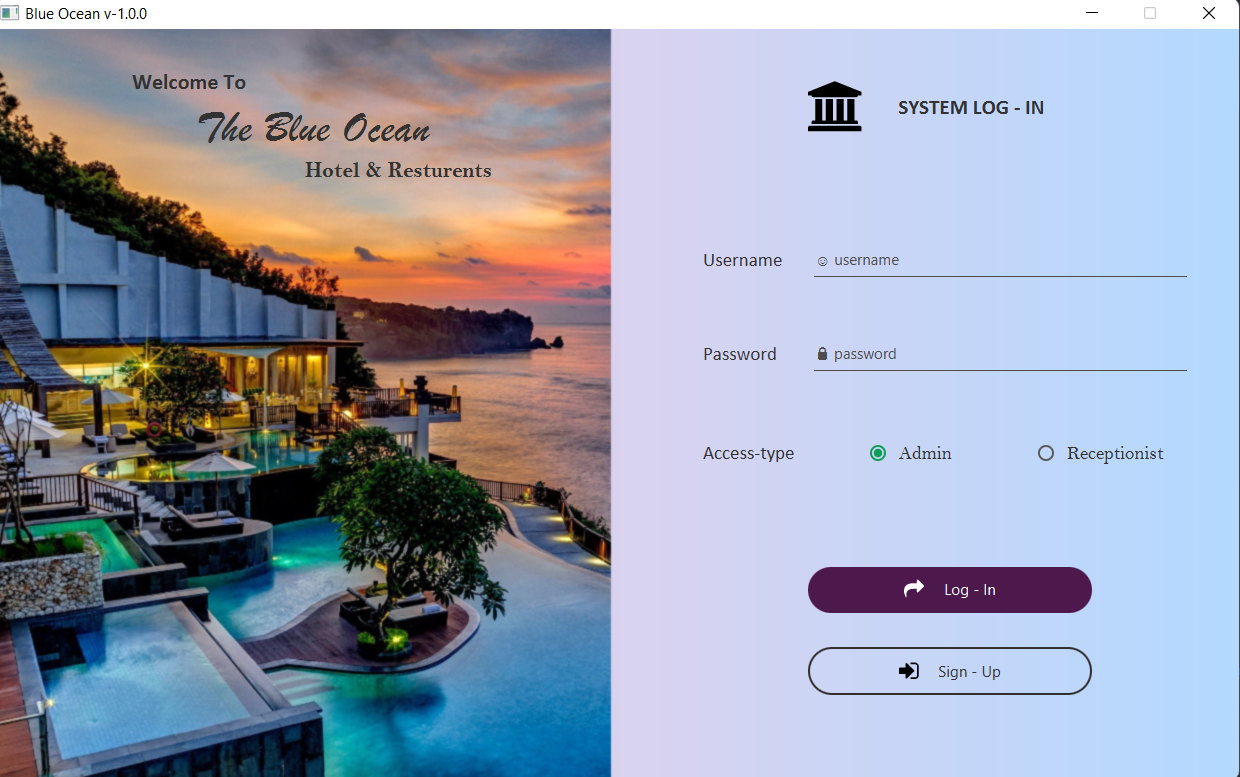 Blue Ocean v-1.0.0
Welcome To
The Blue Ocean
Hotel & Resturents
SYSTEM LOG - IN
Username
username
Password
password
Access-type
Admin
Receptionist
Log - In
Sign - Up